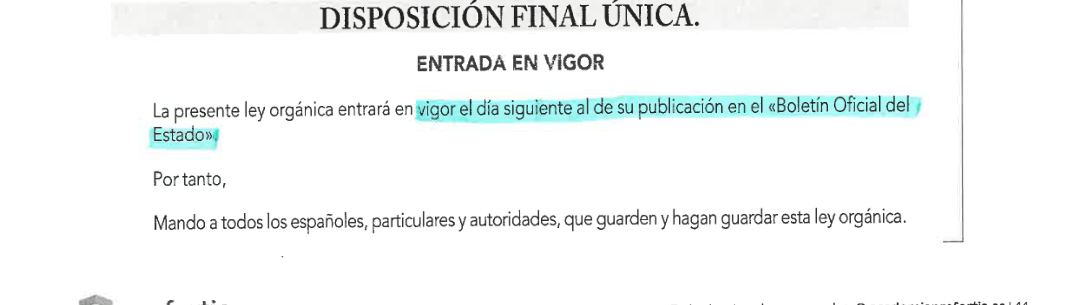 DISPOSICIÓN FINAL ÚNICA.
ENTRADA EN VIGOR
La presente ley orgánica entrará en vigor el día siguiente al de su publicación en el «Boletín Oficial del
Estado».
Por tanto,
Mando a todos los españoles, particulares y autoridades, que guarden y hagan guardar esta ley orgánica.